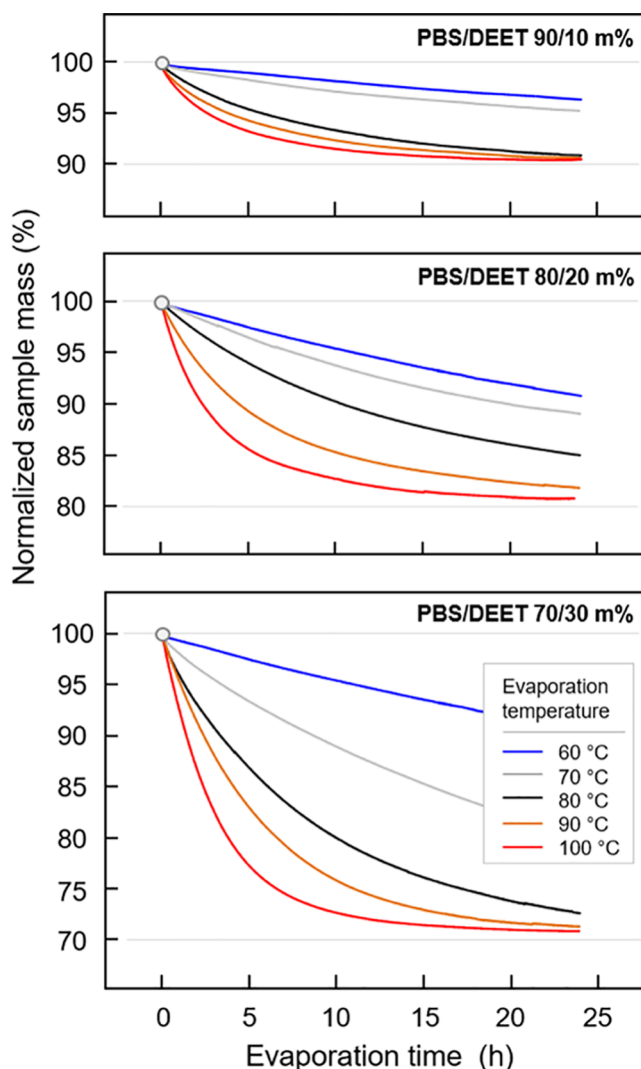 PBS/DEET 90/10 m%
100
95
90
PBS/DEET 80/20 m%
100
95
90
85
80
Normalized sample mass (%)
PBS/DEET 70/30 m%
100
95
90
85
80
75
70
Evaporation
temperature
60 °C
70 °C
80 °C
90 °C
100 °C
0 5 10 15 20 25
Evaporation time (h)